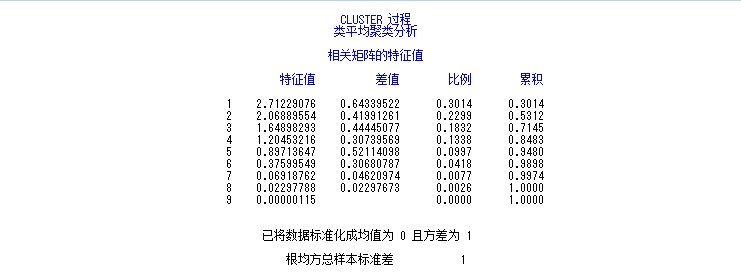 CLUSTER 过程
类平均聚类分析
相关矩阵的特征值
特征值 差值 比例 累积
1 2.71229076 0.64339522 0.3014 0.3014
2 2.06889554 0.41991261 0.2299 0.5312
3 1.64898293 0.44445077 0.1832 0.7145
4 1.20453216 0.30739569 0.1338 0.8483
5 0.89713647 0.52114098 0.0997 0.9480
6 0.37599549 0.30680787 0.0418 0.9898
7 0.06918762 0.04620974 0.0077 0.9974
8 0.02297788 0.02297673 0.0026 1.0000
9 0.00000115 0.0000 1.0000
已将数据标准化成均值为 0 且方差为 1
根均方总样本标准差 1